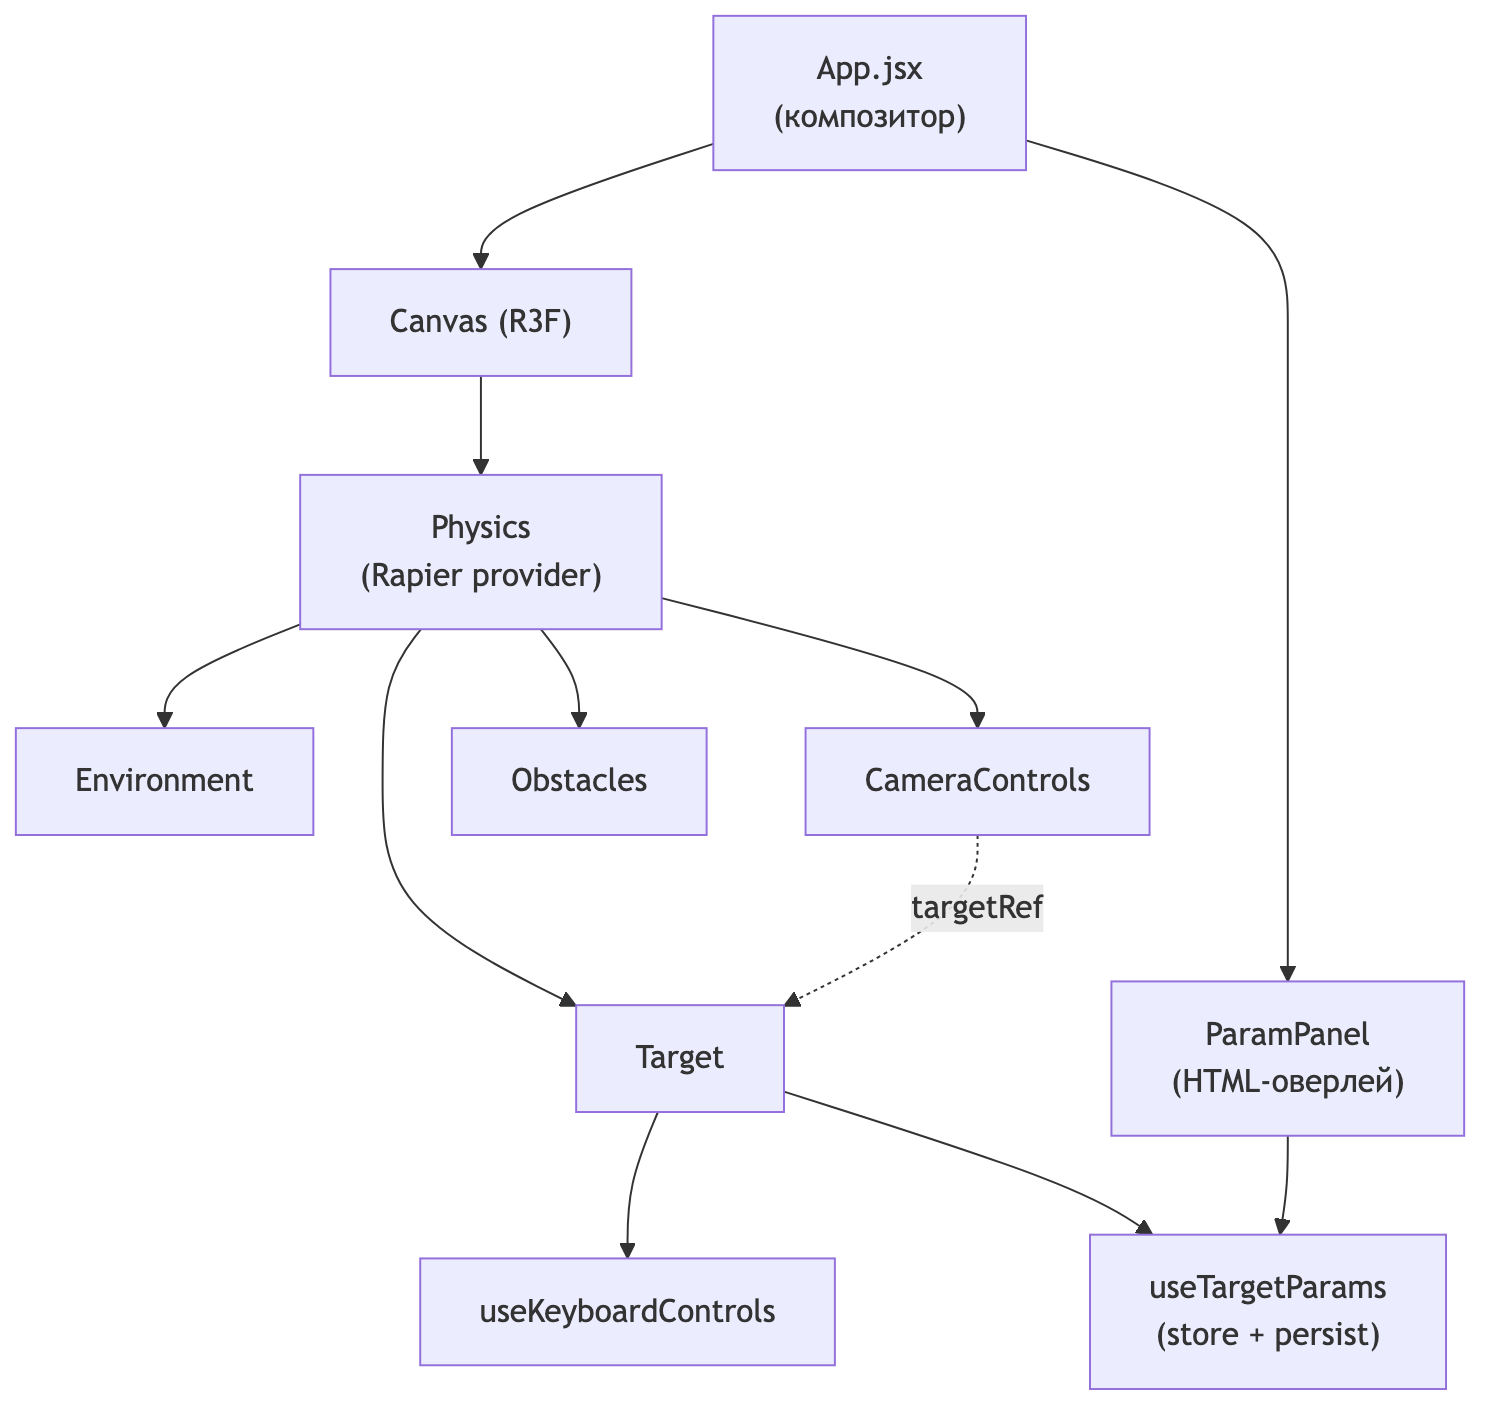 App.jsx
(композитор)
Canvas (R3F)
Physics
(Rapier provider)
Environment
Obstacles
CameraControls
targetRef
Target
ParamPanel
(HTML-оверлей)
useKeyboardControls
useTargetParams
(store + persist)